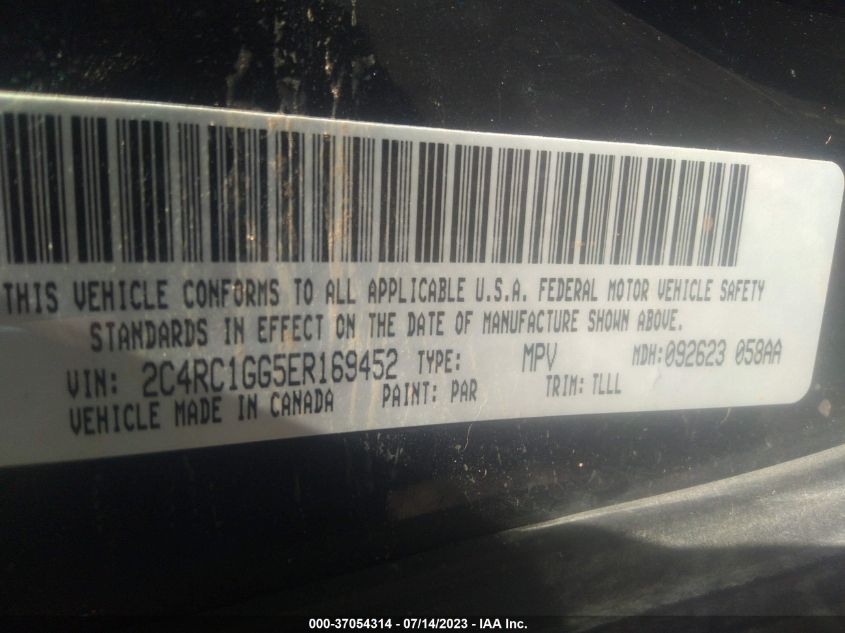 THIS VEHICLE CONFORMS TO ALL APPLICABLE U.S.A. FEDERAL MOTOR VEHICLE SAFETY
STANDARDS IN EFFECT ON THE DATE OF MANUFACTURE SHOWN ABOVE.
VIN: 2C4RC1GG5ER169452 TYPE: MPV MDH:092623 058AA
VEHICLE MADE IN CANADA PAINT: PAR TRIM: TLLL
000-37054314 - 07/14/2023 - IAA Inc.